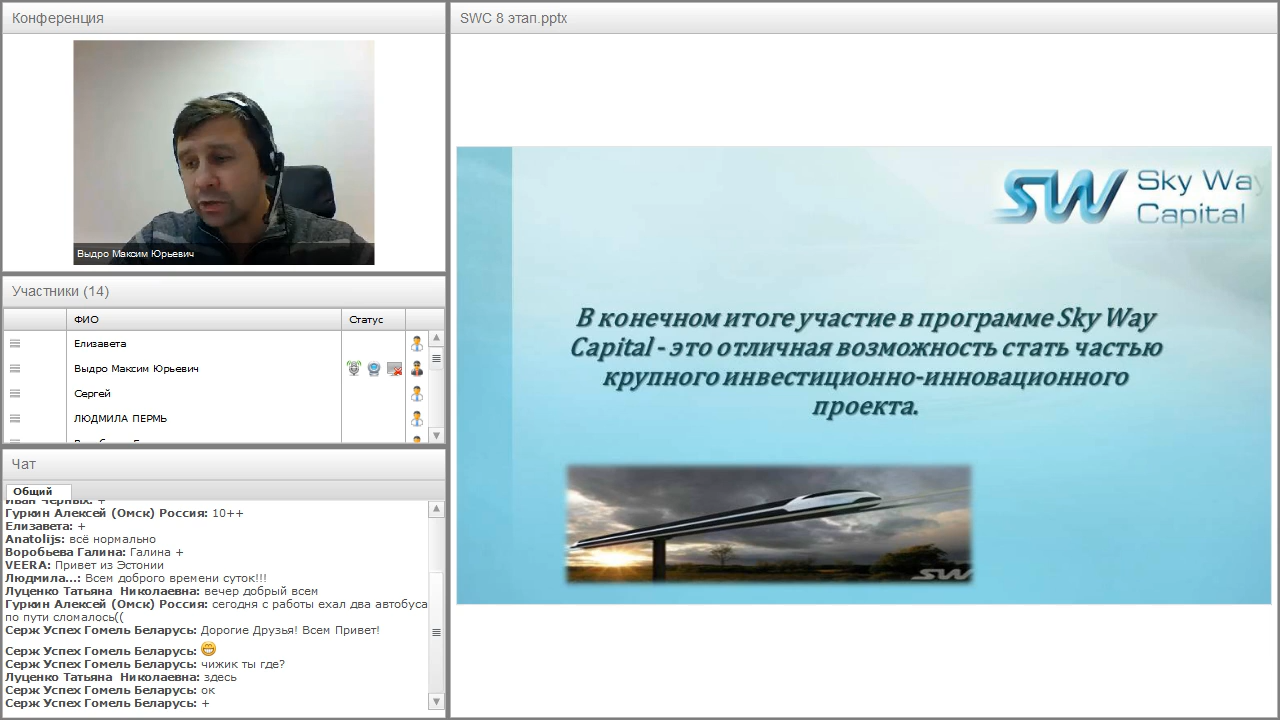 Конференция
Выдро Максим Юрьевич
Участники (14)
ФИО
Статус
Елизавета
Выдро Максим Юрьевич
Сергей
ЛЮДМИЛА ПЕРМЬ
Чат
Общий
Иван Черных: +
Гуркин Алексей (Омск) Россия: 10++
Елизавета: +
Anatolijs: всё нормально
Воробьева Галина: Галина +
VEERA: Привет из Эстонии
Людмила...: Всем доброго времени суток!!!
Луценко Татьяна Николаевна: вечер добрый всем
Гуркин Алексей (Омск) Россия: сегодня с работы ехал два автобуса
по пути сломалось((
Серж Успех Гомель Беларусь: Дорогие Друзья! Всем Привет!
Серж Успех Гомель Беларусь:
Серж Успех Гомель Беларусь: чижик ты где?
Луценко Татьяна Николаевна: здесь
Серж Успех Гомель Беларусь: ок
Серж Успех Гомель Беларусь: +
SWC 8 этап.pptx
SW Sky Way
Capital
В конечном итоге участие в программе Sky Way
Capital - это отличная возможность стать частью
крупного инвестиционно-инновационного
проекта.
SW